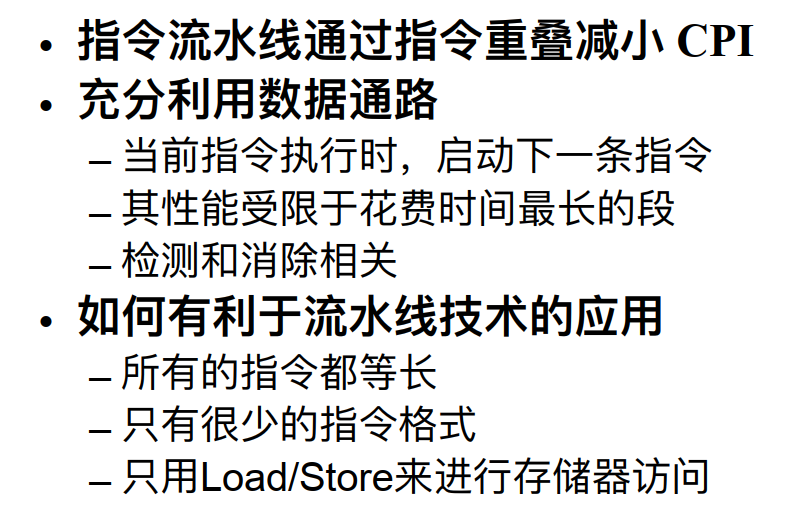 • 指令流水线通过指令重叠减小 CPI
• 充分利用数据通路
– 当前指令执行时，启动下一条指令
– 其性能受限于花费时间最长的段
– 检测和消除相关
• 如何有利于流水线技术的应用
– 所有的指令都等长
– 只有很少的指令格式
– 只用Load/Store来进行存储器访问